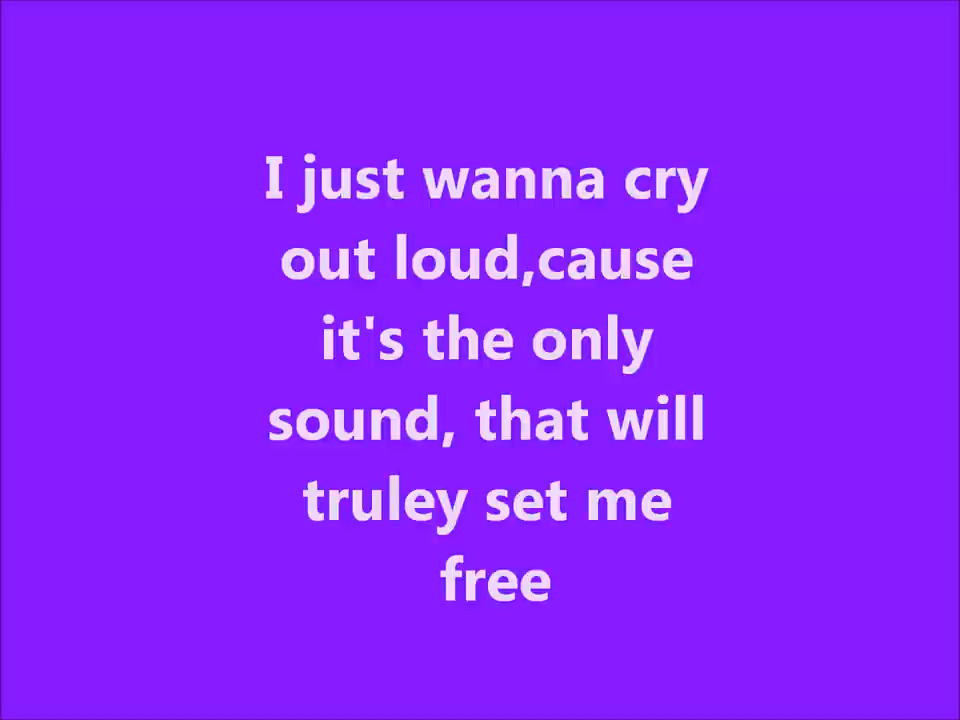 I just wanna cry
out loud,cause
it's the only
sound, that will
truley set me
free